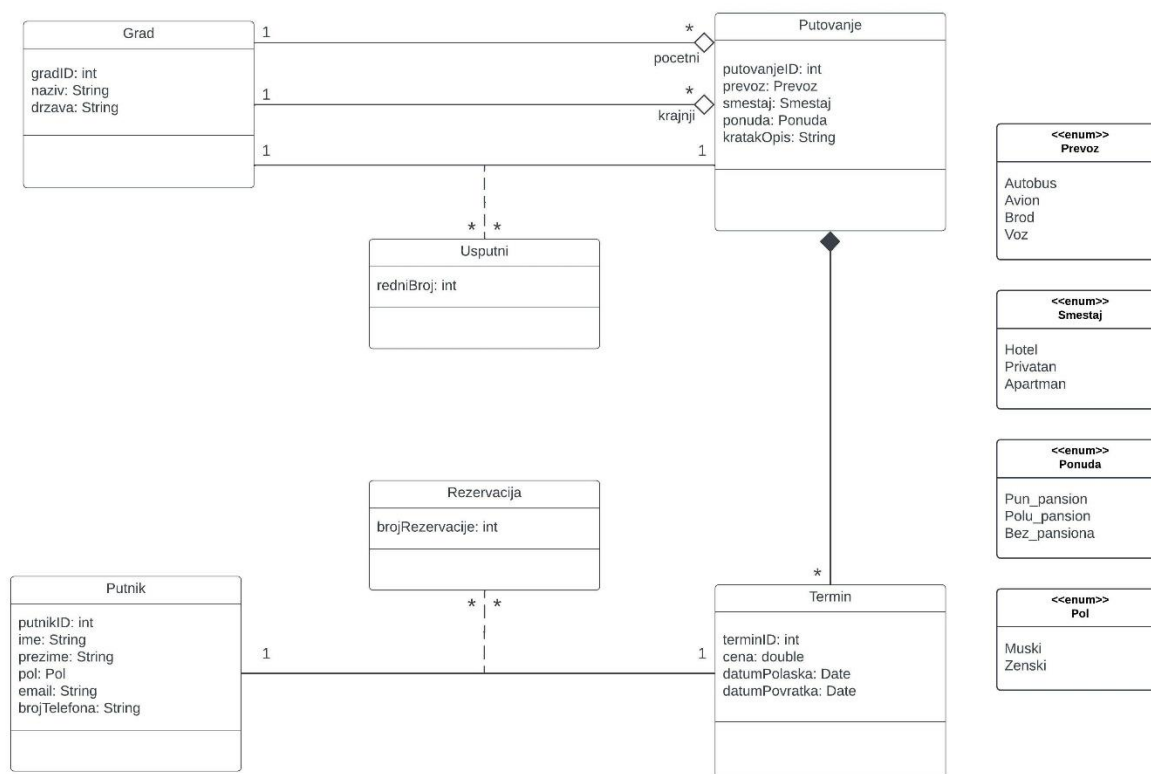 Grad
gradID: int
naziv: String
drzava: String
1
*
pocetni
1
*
krajnji
1
1
Putovanje
putovanjeID: int
prevoz: Prevoz
smestaj: Smestaj
ponuda: Ponuda
kratakOpis: String
* *
Usputni
redniBroj: int
<<enum>>
Prevoz
Autobus
Avion
Brod
Voz
<<enum>>
Smestaj
Hotel
Privatan
Apartman
<<enum>>
Ponuda
Pun_pansion
Polu_pansion
Bez_pansiona
<<enum>>
Pol
Muski
Zenski
Rezervacija
brojRezervacije: int
* *
Putnik
putnikID: int
ime: String
prezime: String
pol: Pol
email: String
brojTelefona: String
1
1
*
Termin
terminID: int
cena: double
datumPolaska: Date
datumPovratka: Date